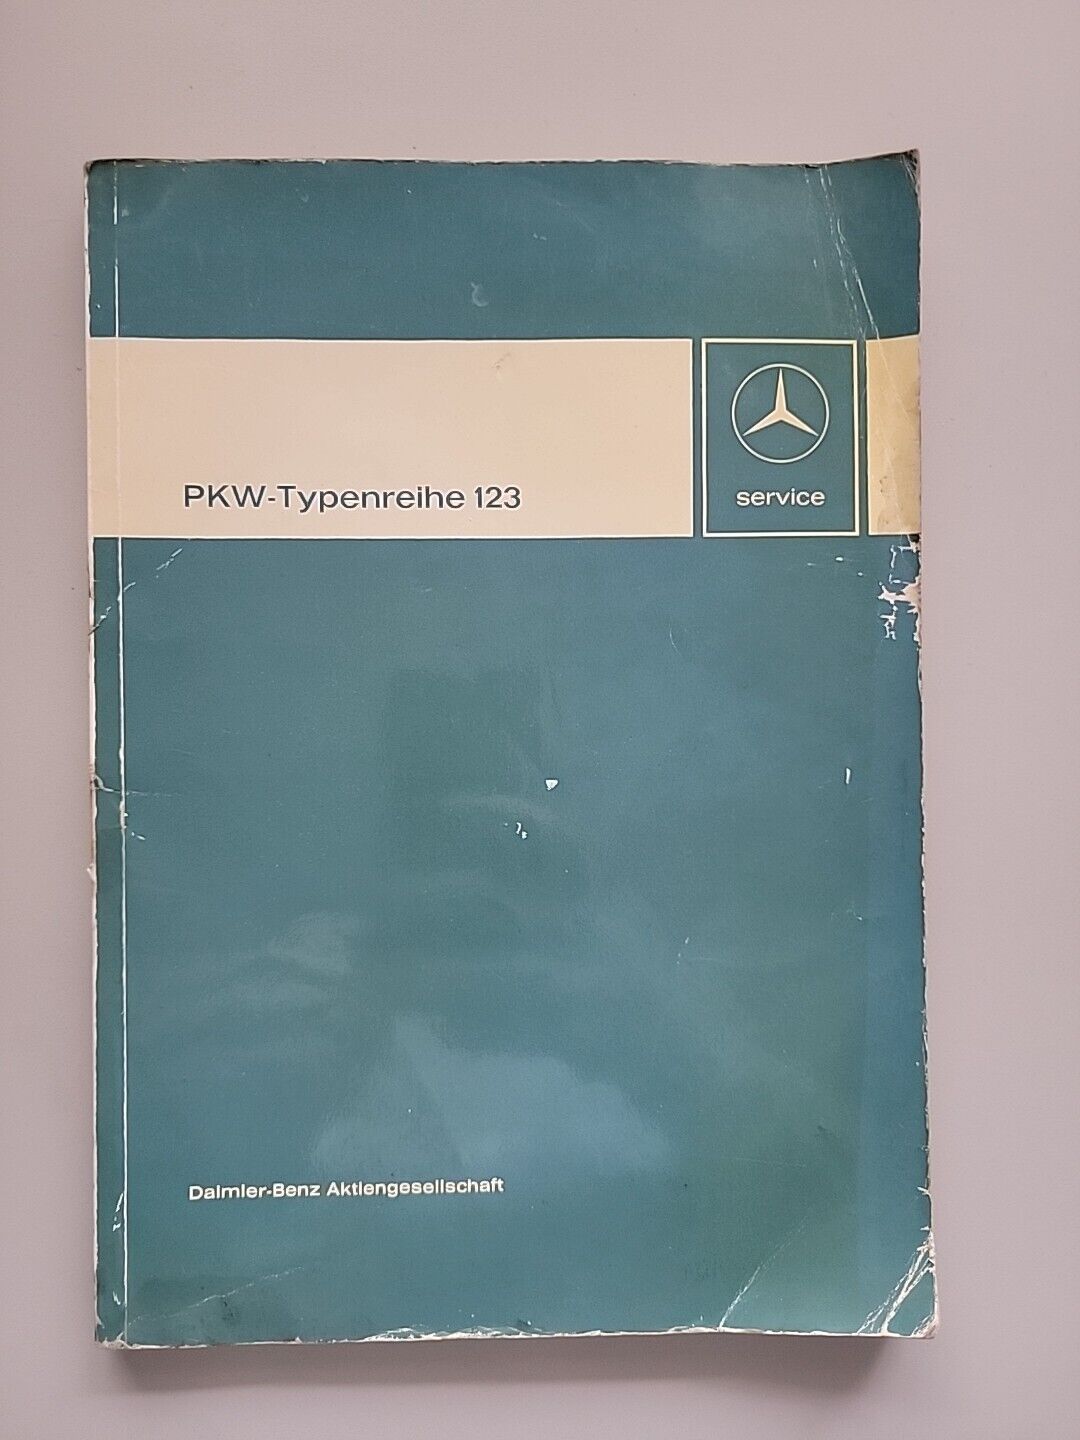 PKW-Typenreihe 123
service
Daimler-Benz Aktiengesellschaft